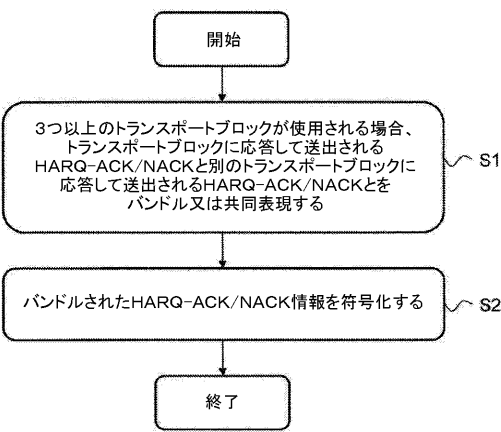 開始
3つ以上のトランスポートブロックが使用される場合、
トランスポートブロックに応答して送出される
HARQ-ACK/NACKと別のトランスポートブロックに
応答して送出されるHARQ-ACK/NACKとを
バンドル又は共同表現する
S1
バンドルされたHARQ-ACK/NACK情報を符号化する
S2
終了